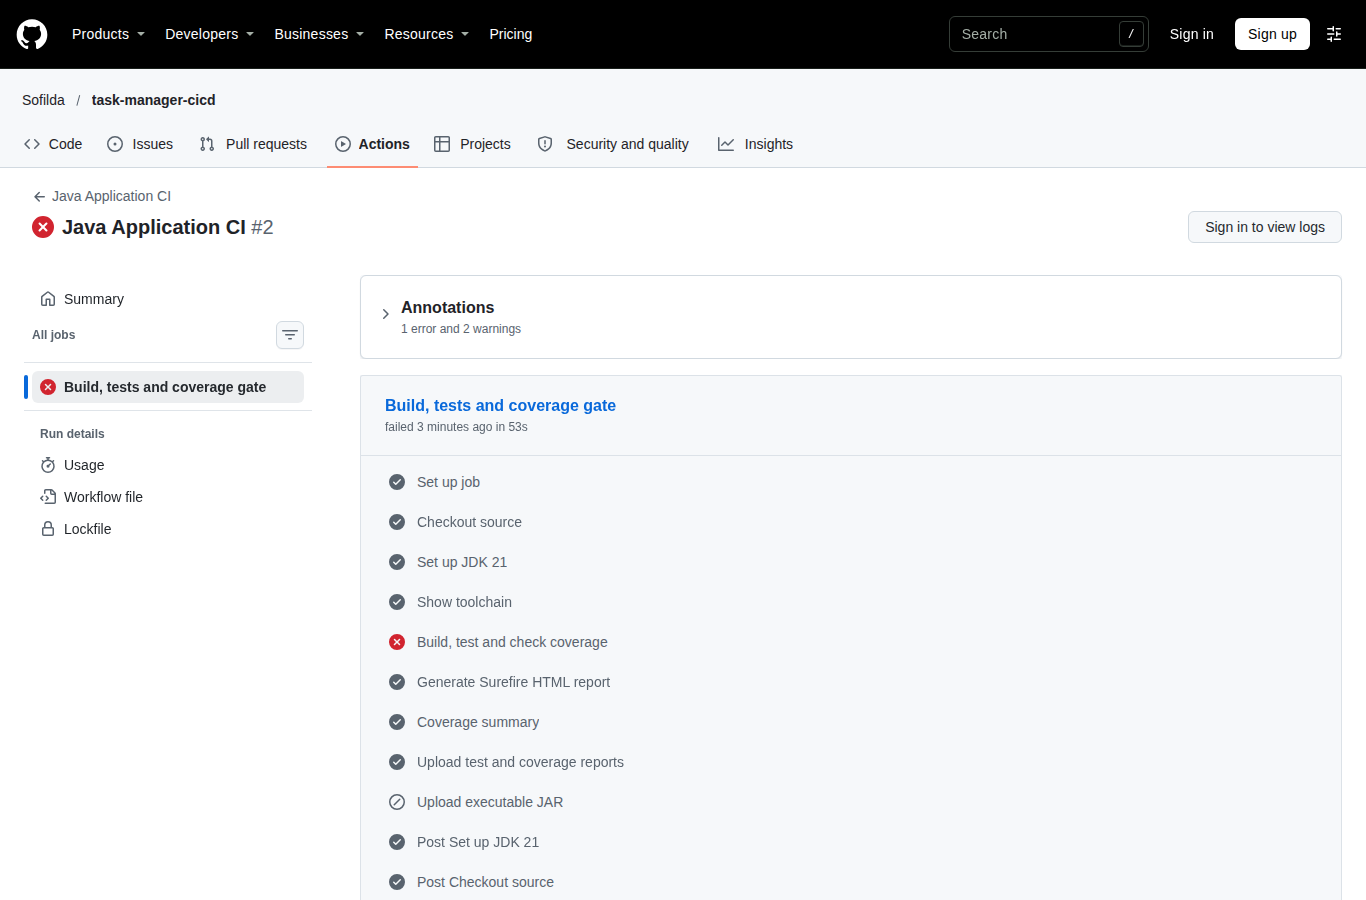 Products Developers Businesses Resources Pricing Search / Sign in Sign up
Sofilda / task-manager-cicd
Code Issues Pull requests Actions Projects Security and quality Insights
Java Application CI
Java Application CI #2
Sign in to view logs
Summary
All jobs
Build, tests and coverage gate
Run details
Usage
Workflow file
Lockfile
Annotations
1 error and 2 warnings
Build, tests and coverage gate
failed 3 minutes ago in 53s
Set up job
Checkout source
Set up JDK 21
Show toolchain
Build, test and check coverage
Generate Surefire HTML report
Coverage summary
Upload test and coverage reports
Upload executable JAR
Post Set up JDK 21
Post Checkout source